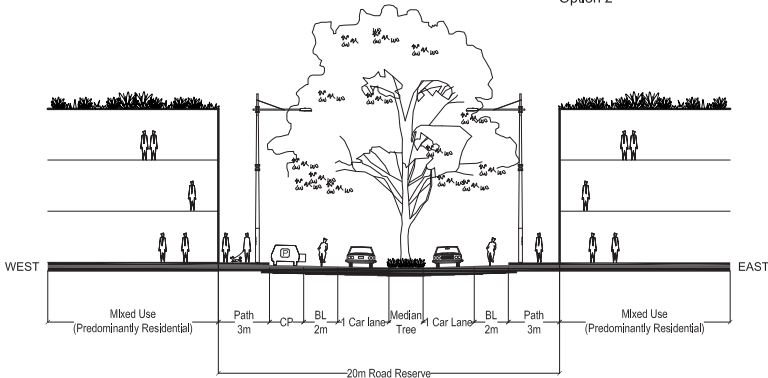 Option 2
WEST
P
EAST
MIxed Use
(Predominantly Residential)
Path
3m
CP
BL
2m
1 Car lane
Median
Tree
1 Car Lane
BL
2m
Path
3m
MIxed Use
(Predominantly Residential)
20m Road Reserve